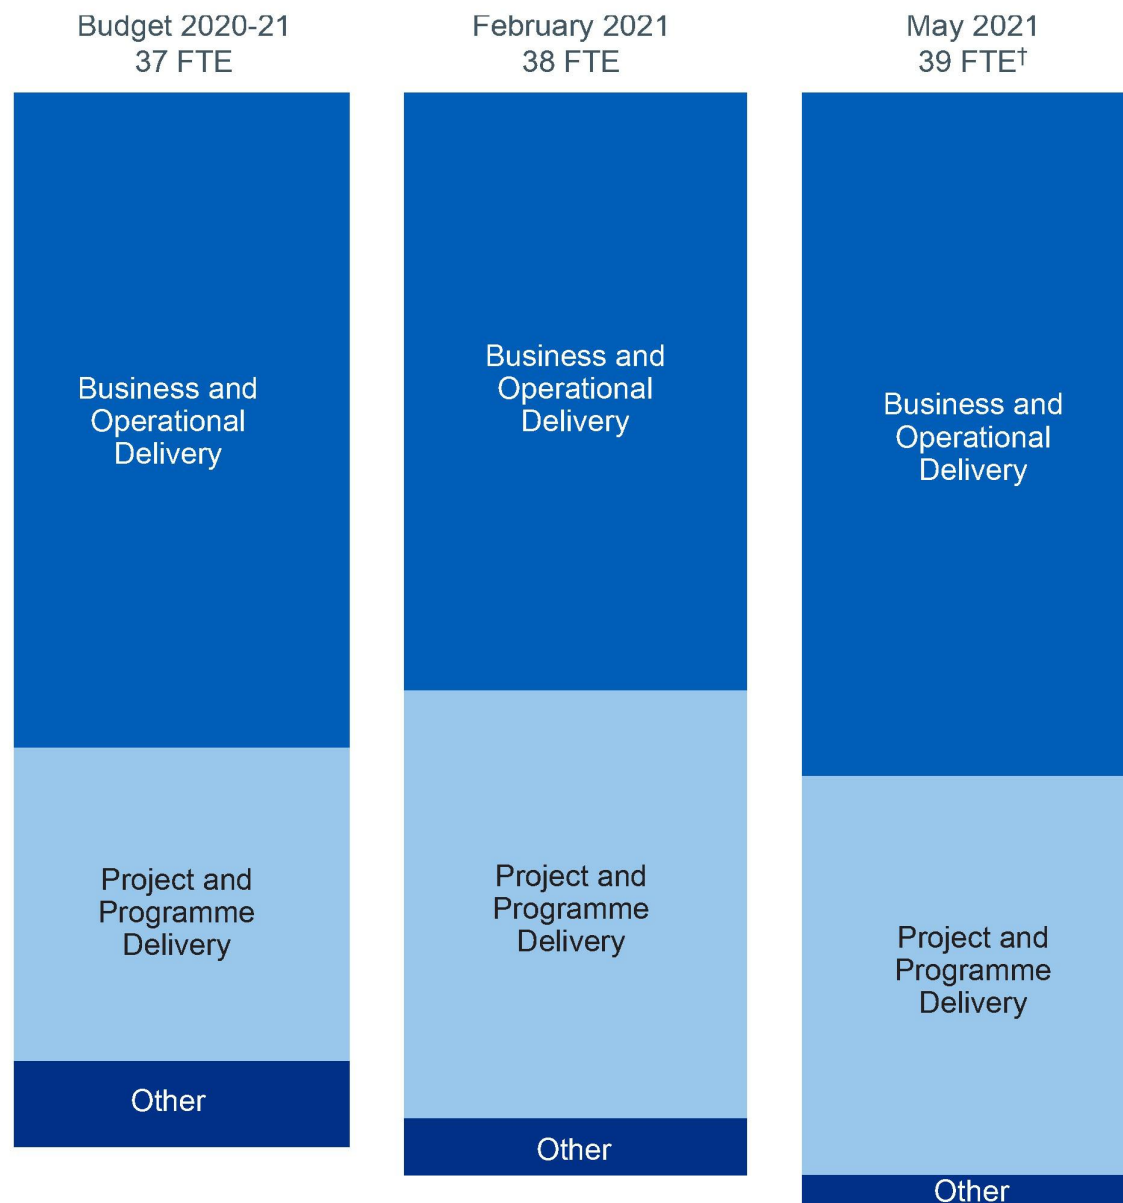 Budget 2020-21
37 FTE
February 2021
38 FTE
May 2021
39 FTE†
Business and
Operational
Delivery
Business and
Operational
Delivery
Business and
Operational
Delivery
Project and
Programme
Delivery
Project and
Programme
Delivery
Project and
Programme
Delivery
Other
Other
Other